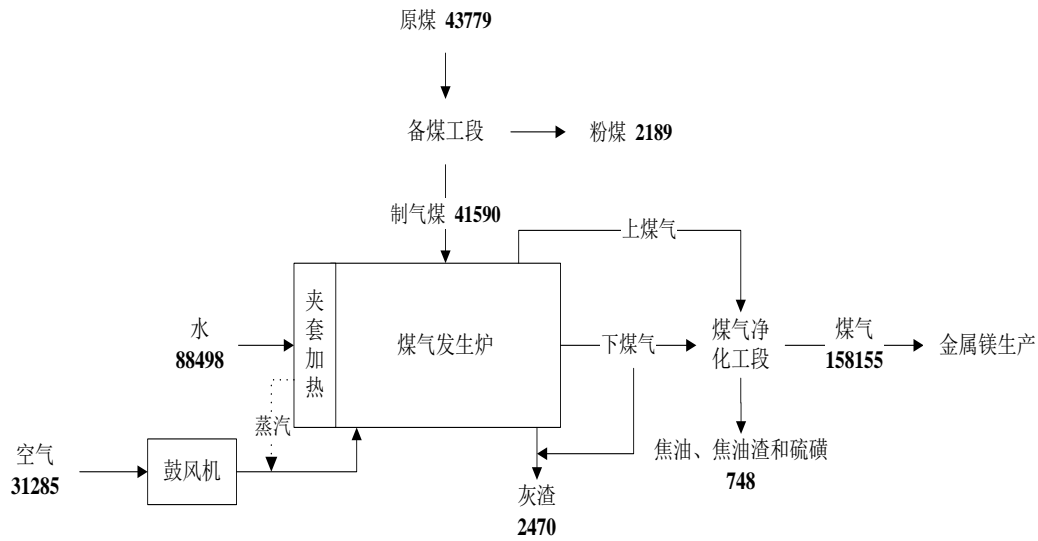 原煤 43779
备煤工段
粉煤 2189
制气煤 41590
上煤气
夹套加热
煤气发生炉
水
88498
下煤气
煤气净
化工段
煤气
158155
金属镁生产
蒸汽
空气
31285
鼓风机
焦油、焦油渣和硫磺
748
灰渣
2470